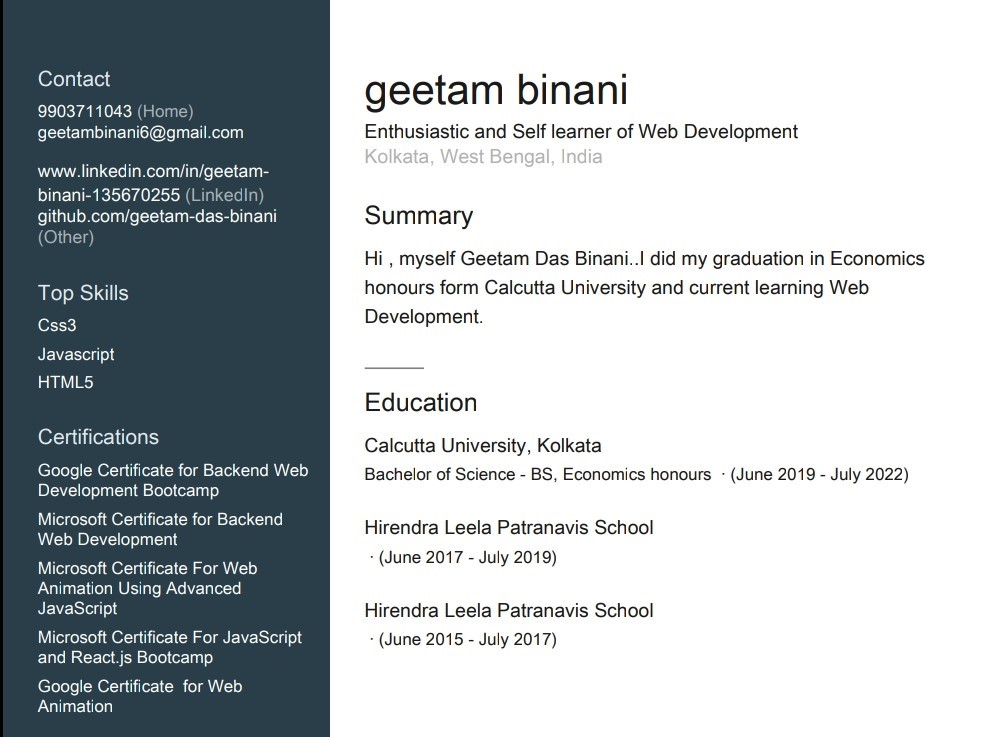 Contact
9903711043 (Home)
geetambinani6@gmail.com
www.linkedin.com/in/geetam-
binani-135670255 (LinkedIn)
github.com/geetam-das-binani
(Other)
Top Skills
Css3
Javascript
HTML5
Certifications
Google Certificate for Backend Web
Development Bootcamp
Microsoft Certificate for Backend
Web Development
Microsoft Certificate For Web
Animation Using Advanced
JavaScript
Microsoft Certificate For JavaScript
and React.js Bootcamp
Google Certificate  for Web
Animation
geetam binani
Enthusiastic and Self learner of Web Development
Kolkata, West Bengal, India
Summary
Hi , myself Geetam Das Binani..I did my graduation in Economics
honours form Calcutta University and current learning Web
Development.
Education
Calcutta University, Kolkata
Bachelor of Science - BS, Economics honours  · (June 2019 - July 2022)
Hirendra Leela Patranavis School
· (June 2017 - July 2019)
Hirendra Leela Patranavis School
· (June 2015 - July 2017)